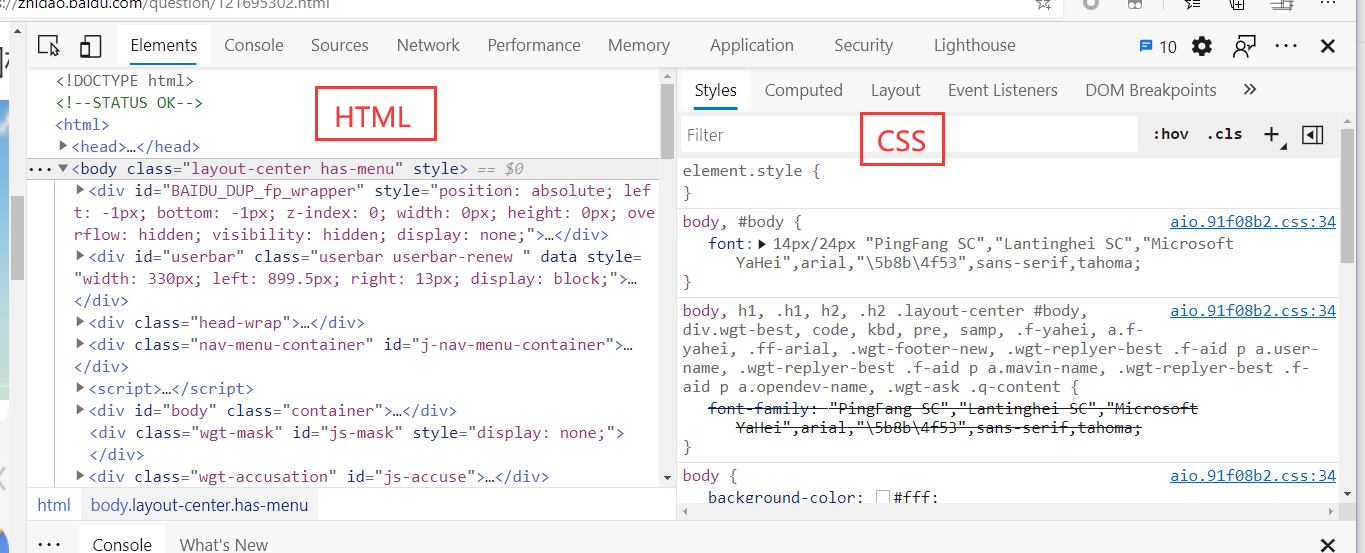 ://zhidao.baidu.com/question/121695302.html
Elements Console Sources Network Performance Memory Application Security Lighthouse 10
<!DOCTYPE html>
<!--STATUS OK-->
<html>
<head>…</head>
HTML
<body class="layout-center has-menu" style> == $0
<div id="BAIDU_DUP_fp_wrapper" style="position: absolute; lef
t: -1px; bottom: -1px; z-index: 0; width: 0px; height: 0px; ove
rflow: hidden; visibility: hidden; display: none;">…</div>
<div id="userbar" class="userbar userbar-renew " data style=
"width: 330px; left: 899.5px; right: 13px; display: block;">…
</div>
<div class="head-wrap">…</div>
<div class="nav-menu-container" id="j-nav-menu-container">…
</div>
<script>…</script>
<div id="body" class="container">…</div>
<div class="wgt-mask" id="js-mask" style="display: none;">
</div>
<div class="wgt-accusation" id="js-accuse">…</div>
html body.layout-center.has-menu
Styles Computed Layout Event Listeners DOM Breakpoints
Filter :hov .cls
CSS
element.style {
}
body, #body { aio.91f08b2.css:34
font: 14px/24px "PingFang SC","Lantinghei SC","Microsoft
YaHei",arial,"\5b8b\4f53",sans-serif,tahoma;
}
body, h1, .h1, h2, .h2 .layout-center #body, aio.91f08b2.css:34
div.wgt-best, code, kbd, pre, samp, .f-yahei, a.f-
yahei, .ff-arial, .wgt-footer-new, .wgt-replyer-best .f-aid p a.user-
name, .wgt-replyer-best .f-aid p a.mavin-name, .wgt-replyer-best .f-
aid p a.opendev-name, .wgt-ask .q-content {
font-family: "PingFang SC","Lantinghei SC","Microsoft
YaHei",arial,"\5b8b\4f53",sans-serif,tahoma;
}
body { aio.91f08b2.css:34
background-color: #fff;
Console What's New